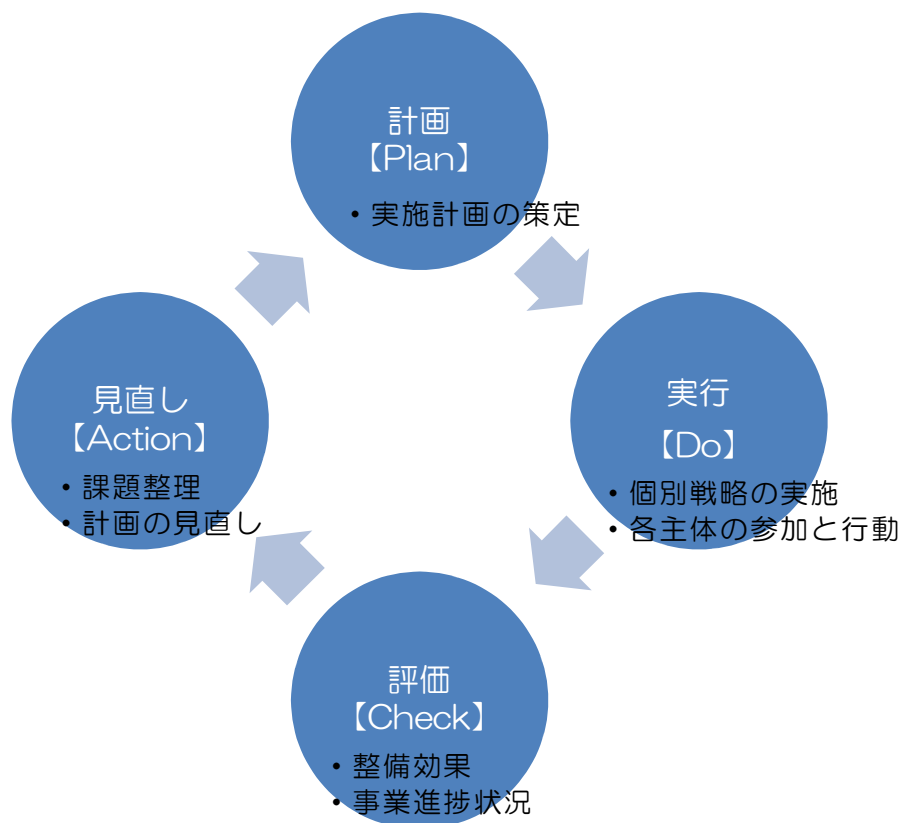 計画
【Plan】
・実施計画の策定
実行
【Do】
・個別戦略の実施
・各主体の参加と行動
評価
【Check】
・整備効果
・事業進捗状況
見直し
【Action】
・課題整理
・計画の見直し